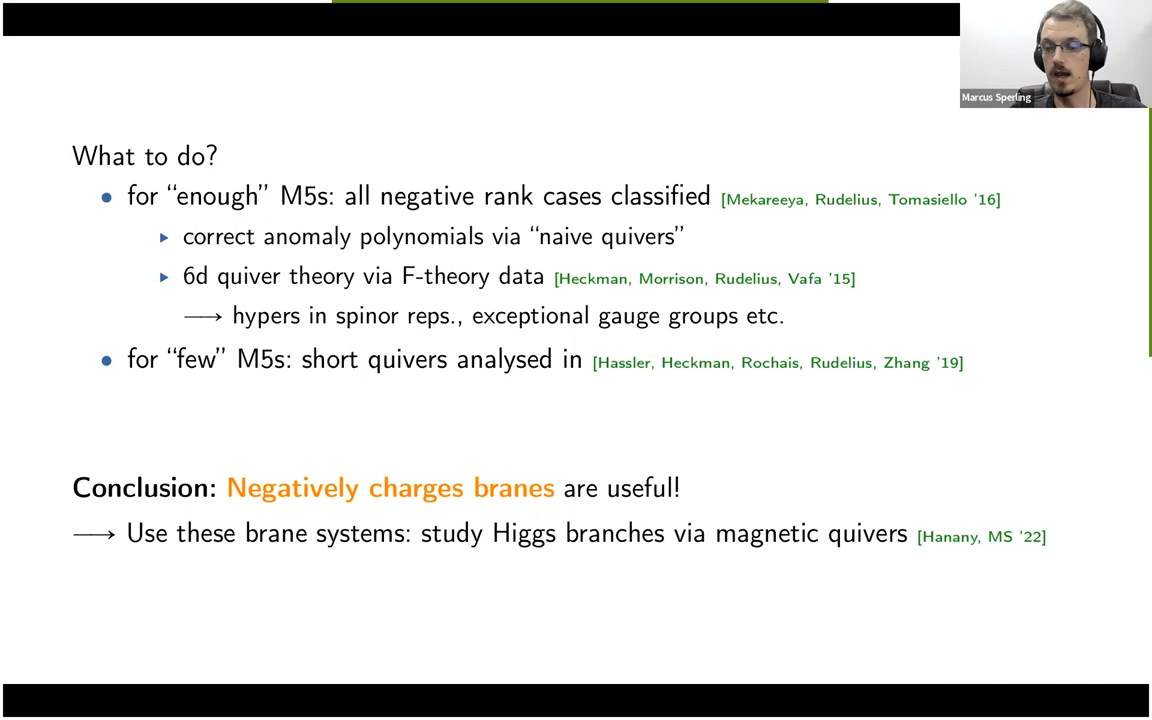 Marcus Sperling
What to do?
• for “enough” M5s: all negative rank cases classified [Mekareeya, Rudelius, Tomasiello '16]
▸ correct anomaly polynomials via “naive quivers”
▸ 6d quiver theory via F-theory data [Heckman, Morrison, Rudelius, Vafa '15]
⟶ hypers in spinor reps., exceptional gauge groups etc.
• for “few” M5s: short quivers analysed in [Hassler, Heckman, Rochais, Rudelius, Zhang '19]
Conclusion: Negatively charges branes are useful!
⟶ Use these brane systems: study Higgs branches via magnetic quivers [Hanany, MS '22]